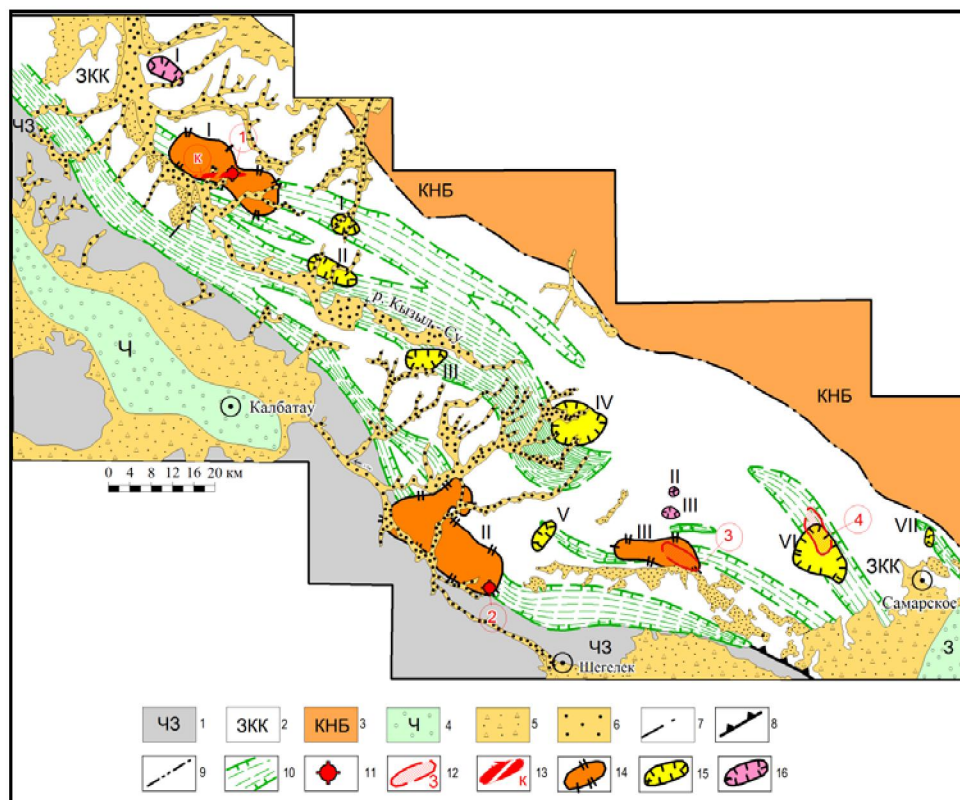 I
ЗКК
ЧЗ
I
1
К
КНБ
I
II
р. Кызыл-Су
Ч
III
КНБ
Калбатау
IV
0 4 8 12 16 20 км
II
III
II
V
III
3
4
VI
VII
ЗКК
Самарское
2
ЧЗ
Шегелек
З
ЧЗ 1 ЗКК 2 КНБ 3 Ч 4 5 6 7 8
9 10 11 З 12 К 13 14 15 16